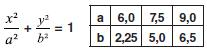 x²/a² + y²/b² = 1
a 6,0 7,5 9,0
b 2,25 5,0 6,5